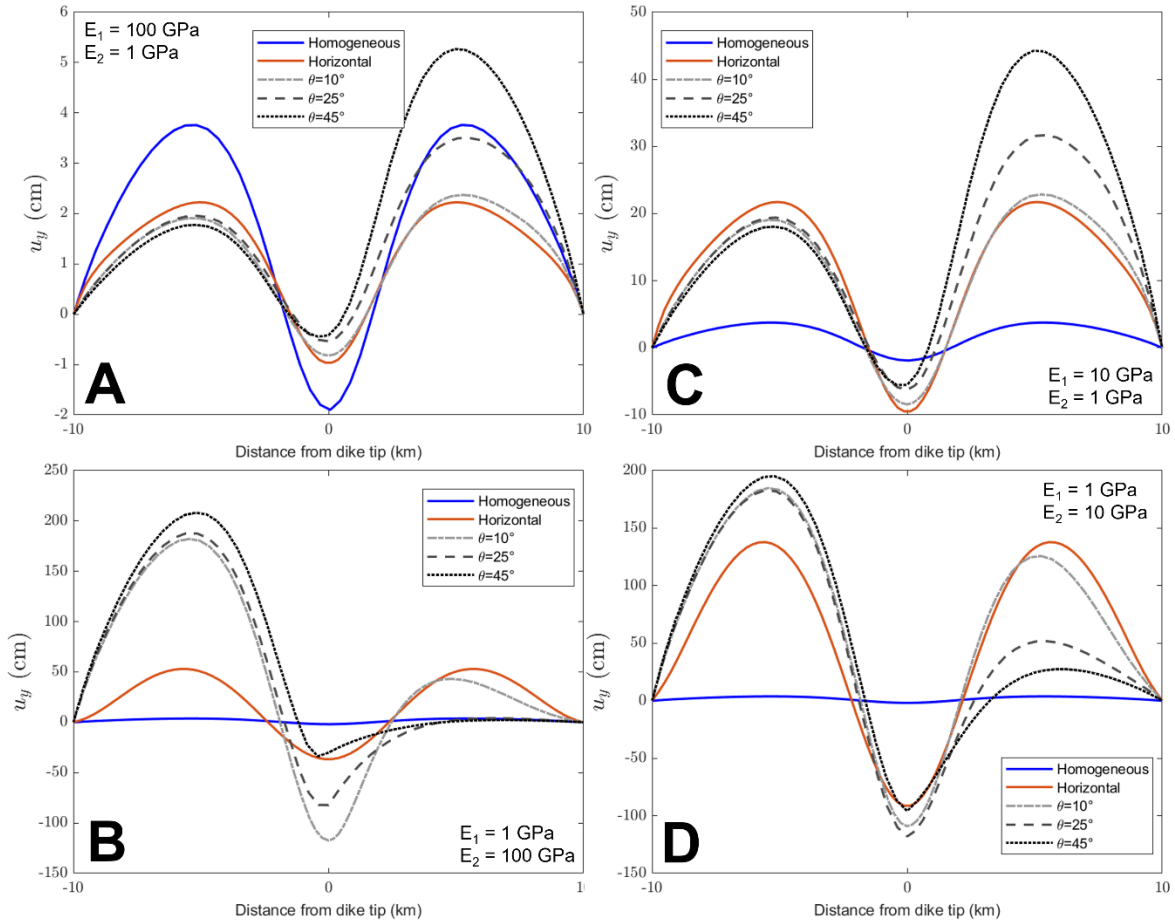 6
5
4
3
2
1
0
-1
-2
u_y (cm)
E₁ = 100 GPa
E₂ = 1 GPa
Homogeneous
Horizontal
θ=10°
θ=25°
θ=45°
A
-10
0
10
Distance from dike tip (km)
50
40
30
20
10
0
-10
u_y (cm)
Homogeneous
Horizontal
θ=10°
θ=25°
θ=45°
E₁ = 10 GPa
E₂ = 1 GPa
C
-10
0
10
Distance from dike tip (km)
250
200
150
100
50
0
-50
-100
-150
u_y (cm)
Homogeneous
Horizontal
θ=10°
θ=25°
θ=45°
E₁ = 1 GPa
E₂ = 100 GPa
B
-10
0
10
Distance from dike tip (km)
200
150
100
50
0
-50
-100
-150
u_y (cm)
E₁ = 1 GPa
E₂ = 10 GPa
Homogeneous
Horizontal
θ=10°
θ=25°
θ=45°
D
-10
0
10
Distance from dike tip (km)